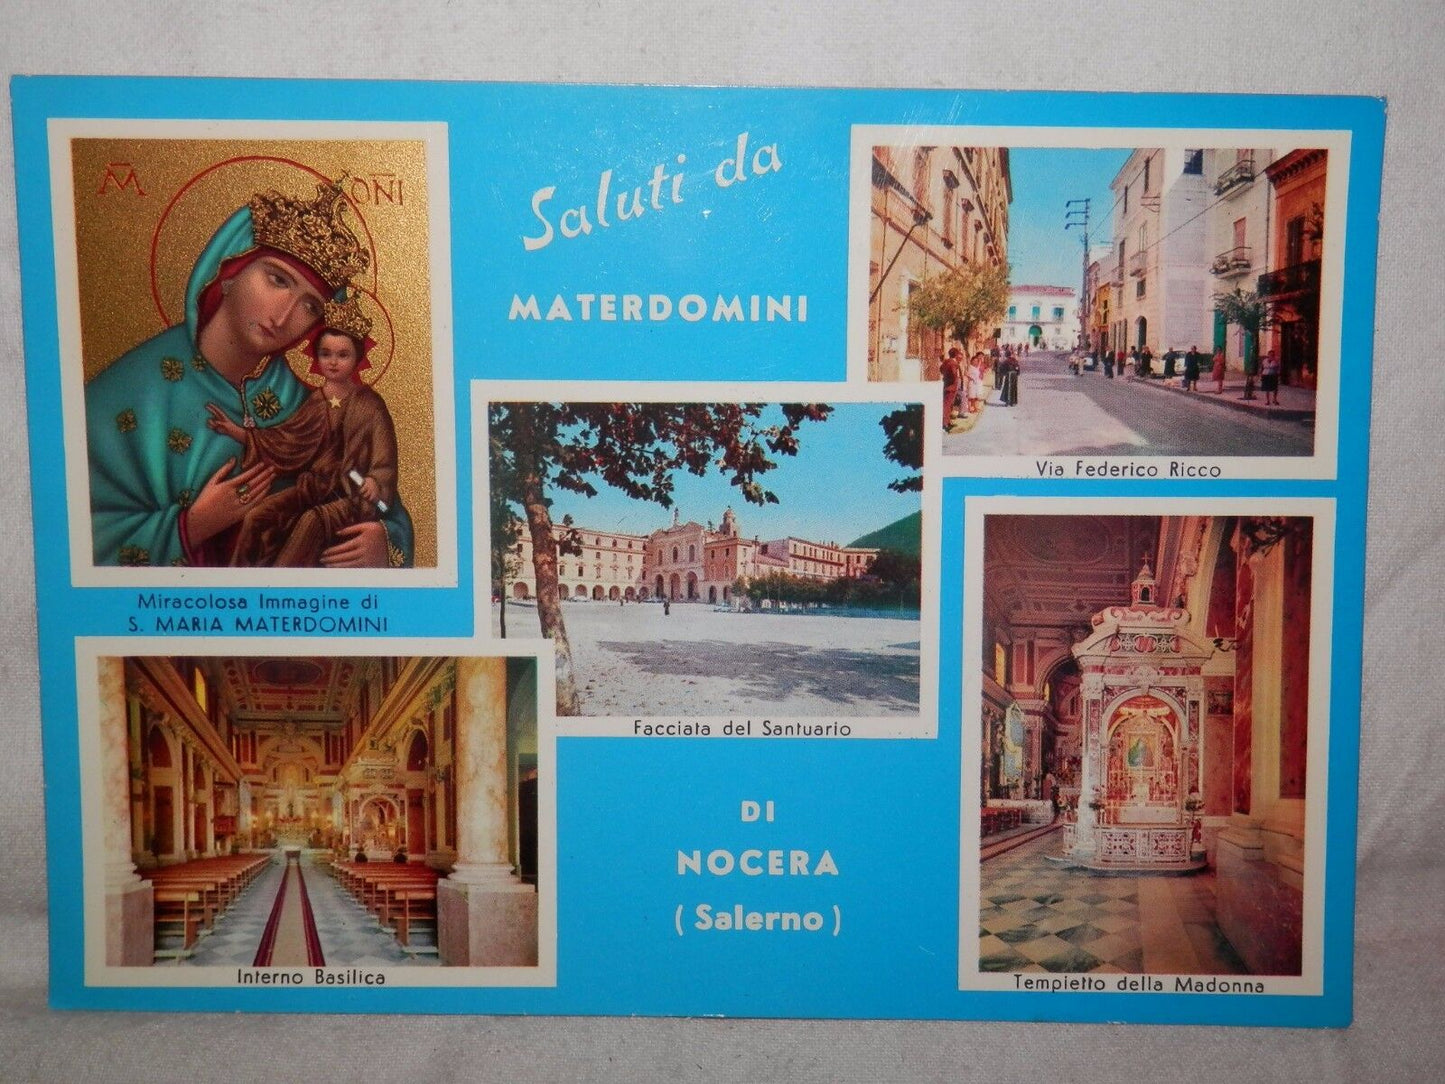 Saluti da
MATERDOMINI
Miracolosa Immagine di
S. MARIA MATERDOMINI
Via Federico Ricco
Facciata del Santuario
Interno Basilica
DI
NOCERA
(Salerno)
Tempietto della Madonna